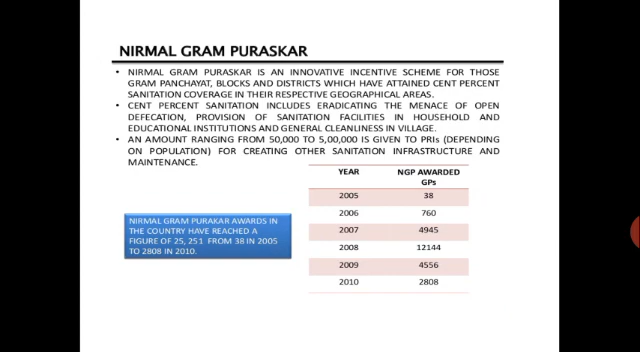 NIRMAL GRAM PURASKAR
• NIRMAL GRAM PURASKAR IS AN INNOVATIVE INCENTIVE SCHEME FOR THOSE
GRAM PANCHAYAT, BLOCKS AND DISTRICTS WHICH HAVE ATTAINED CENT PERCENT
SANITATION COVERAGE IN THEIR RESPECTIVE GEOGRAPHICAL AREAS.
• CENT PERCENT SANITATION INCLUDES ERADICATING THE MENACE OF OPEN
DEFECATION, PROVISION OF SANITATION FACILITIES IN HOUSEHOLD AND
EDUCATIONAL INSTITUTIONS AND GENERAL CLEANLINESS IN VILLAGE.
• AN AMOUNT RANGING FROM 50,000 TO 5,00,000 IS GIVEN TO PRIs (DEPENDING
ON POPULATION) FOR CREATING OTHER SANITATION INFRASTRUCTURE AND
MAINTENANCE.
YEAR NGP AWARDED
GPs
2005 38
2006 760
2007 4945
2008 12144
2009 4556
2010 2808
NIRMAL GRAM PURAKAR AWARDS IN
THE COUNTRY HAVE REACHED A
FIGURE OF 25, 251 FROM 38 IN 2005
TO 2808 IN 2010.